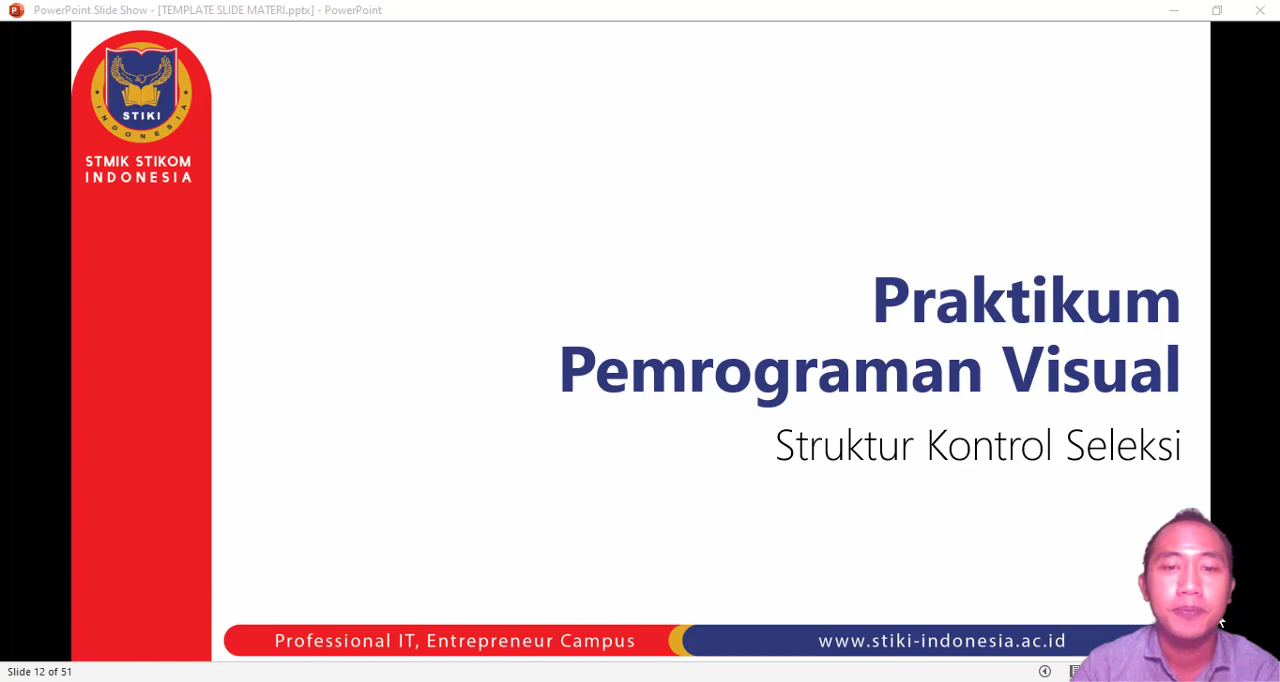 PowerPoint Slide Show - [TEMPLATE SLIDE MATERI.pptx] - PowerPoint
STIKI
INDONESIA
STMIK STIKOM
INDONESIA
Praktikum
Pemrograman Visual
Struktur Kontrol Seleksi
Professional IT, Entrepreneur Campus
www.stiki-indonesia.ac.id
Slide 12 of 51